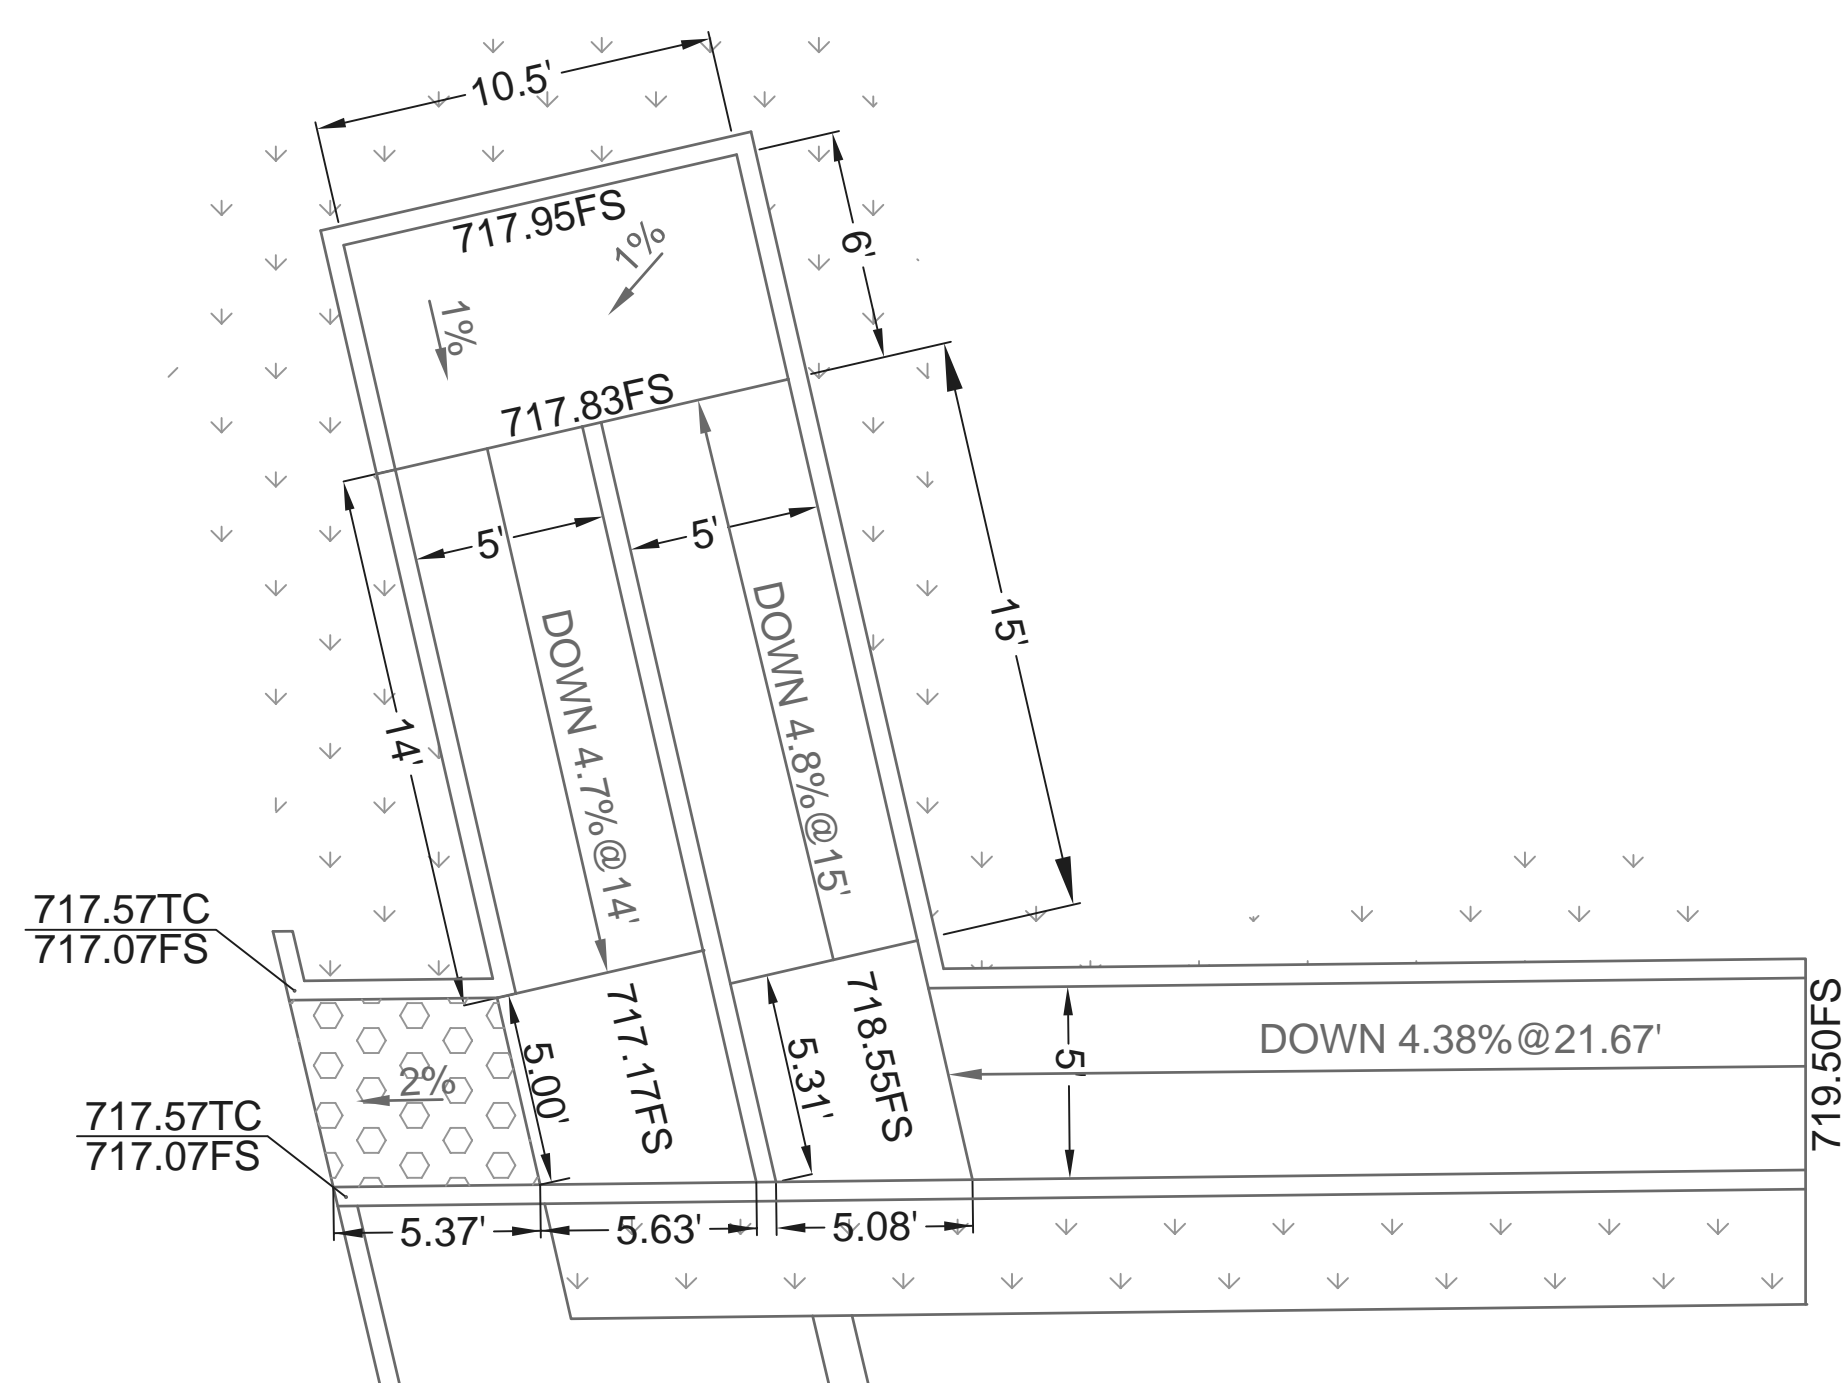 10.5'
717.95FS
1%
6'
1%
717.83FS
5'
5'
15'
DOWN 4.7%@14'
DOWN 4.8%@15'
14'
717.57TC
717.07FS
718.55FS
717.17FS
5.00'
5.31'
5'
DOWN 4.38%@21.67'
719.50FS
2%
717.57TC
717.07FS
5.37'
5.63'
5.08'